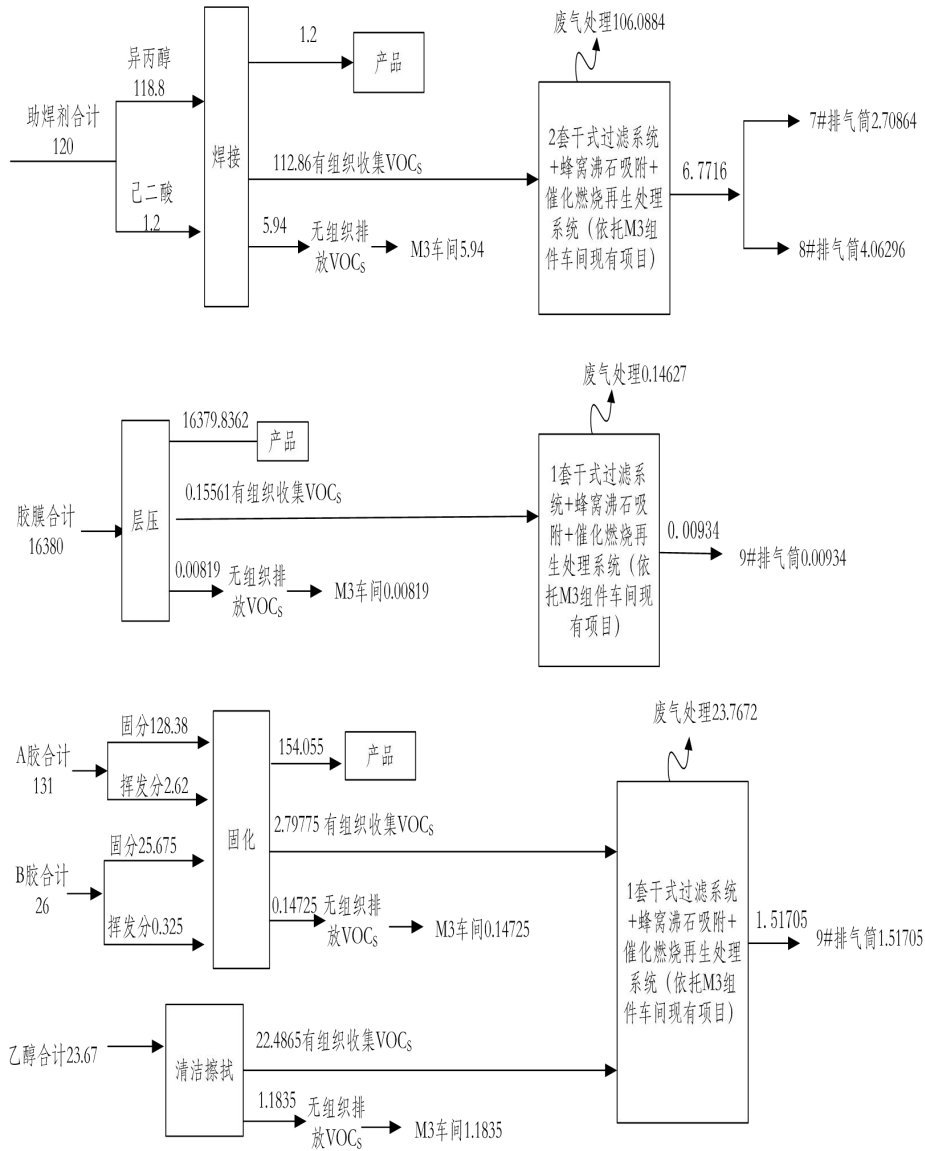 废气处理106.0884
1.2
异丙醇
118.8
产品
助焊剂合计
120
焊接
2套干式过滤系统
+蜂窝沸石吸附+
催化燃烧再生处理
系统（依托M3组
件车间现有项目）
7#排气筒2.70864
112.86有组织收集VOCs
6.7716
己二酸
1.2
5.94
无组织排
放VOCs
M3车间5.94
8#排气筒4.06296
废气处理0.14627
16379.8362
产品
0.15561有组织收集VOCs
胶膜合计
16380
层压
1套干式过滤系
统+蜂窝沸石吸
附+催化燃烧再
生处理系统（依
托M3组件车间现
有项目）
0.00934
9#排气筒0.00934
0.00819
无组织排
放VOCs
M3车间0.00819
废气处理23.7672
固分128.38
A胶合计
131
挥发分2.62
154.055
产品
固化
2.79775 有组织收集VOCs
固分25.675
B胶合计
26
挥发分0.325
0.14725
无组织排
放VOCs
M3车间0.14725
1套干式过滤系统
+蜂窝沸石吸附+
催化燃烧再生处理
系统（依托M3组
件车间现有项目）
1.51705
9#排气筒1.51705
乙醇合计23.67
清洁擦拭
22.4865有组织收集VOCs
1.1835
无组织排
放VOCs
M3车间1.1835